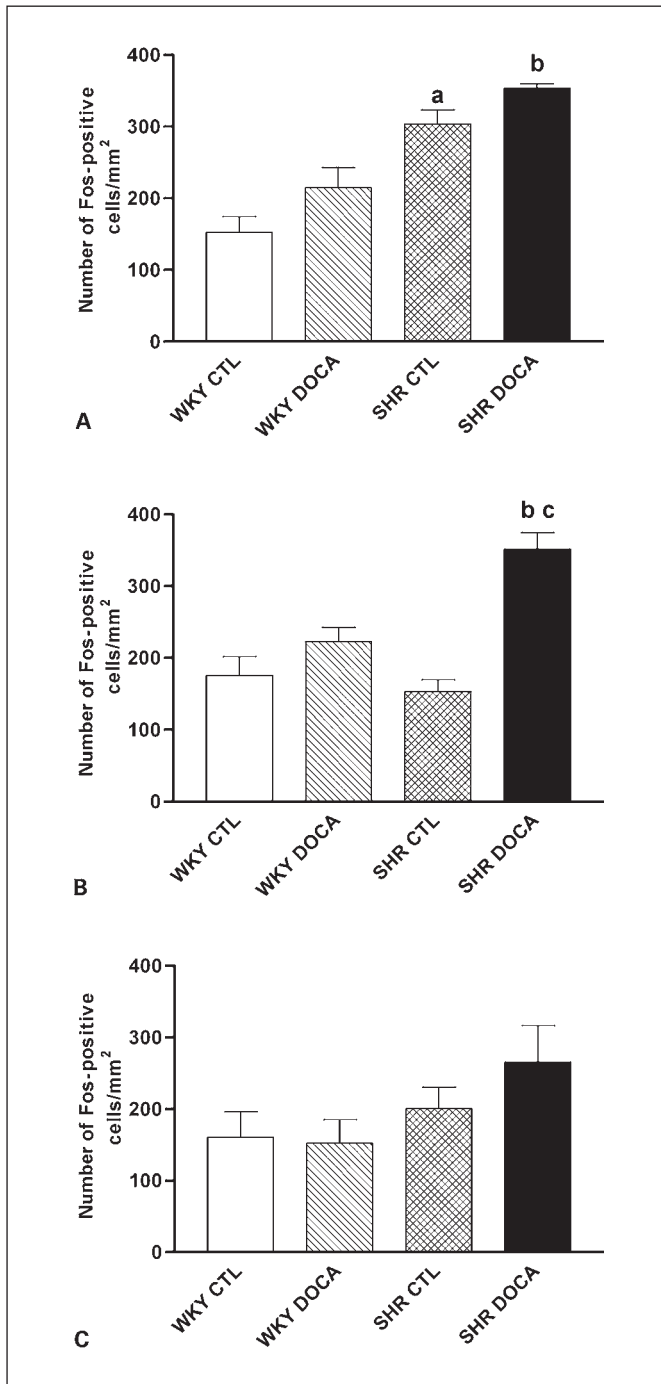 Number of Fos-positive
cells/mm²
400
300
200
100
0
a
b
WKY CTL
WKY DOCA
SHR CTL
SHR DOCA
A
Number of Fos-positive
cells/mm²
400
300
200
100
0
b c
WKY CTL
WKY DOCA
SHR CTL
SHR DOCA
B
Number of Fos-positive
cells/mm²
400
300
200
100
0
WKY CTL
WKY DOCA
SHR CTL
SHR DOCA
C